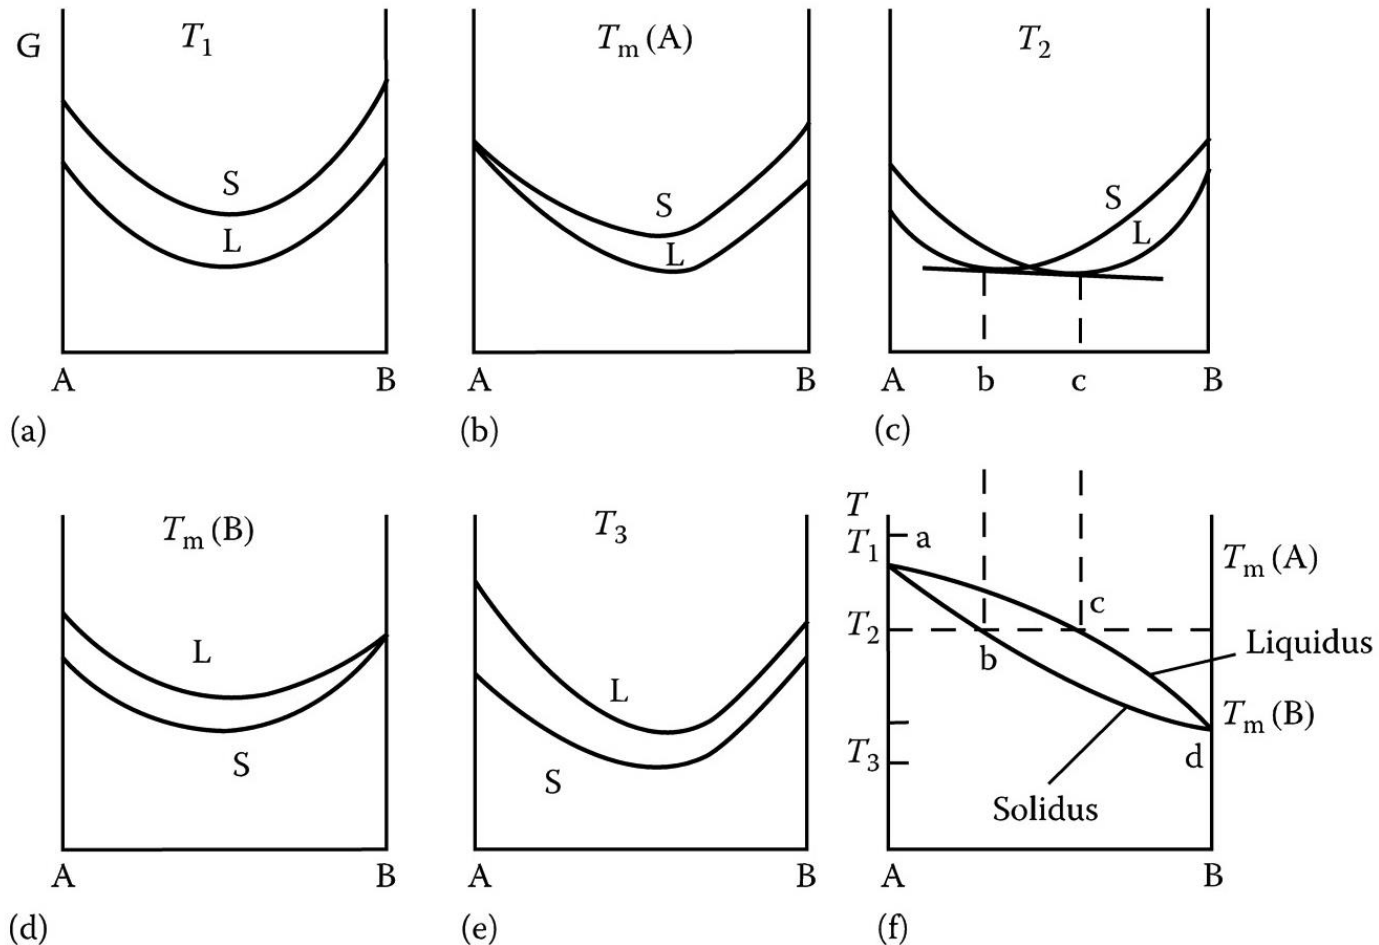 G
T₁
S
L
A B
(a)
Tₘ(A)
S
L
A B
(b)
T₂
S
L
A b c B
(c)
Tₘ(B)
L
S
A B
(d)
T₃
L
S
A B
(e)
T
T₁ a
Tₘ(A)
c
T₂
b
Liquidus
Tₘ(B)
T₃
d
Solidus
A B
(f)